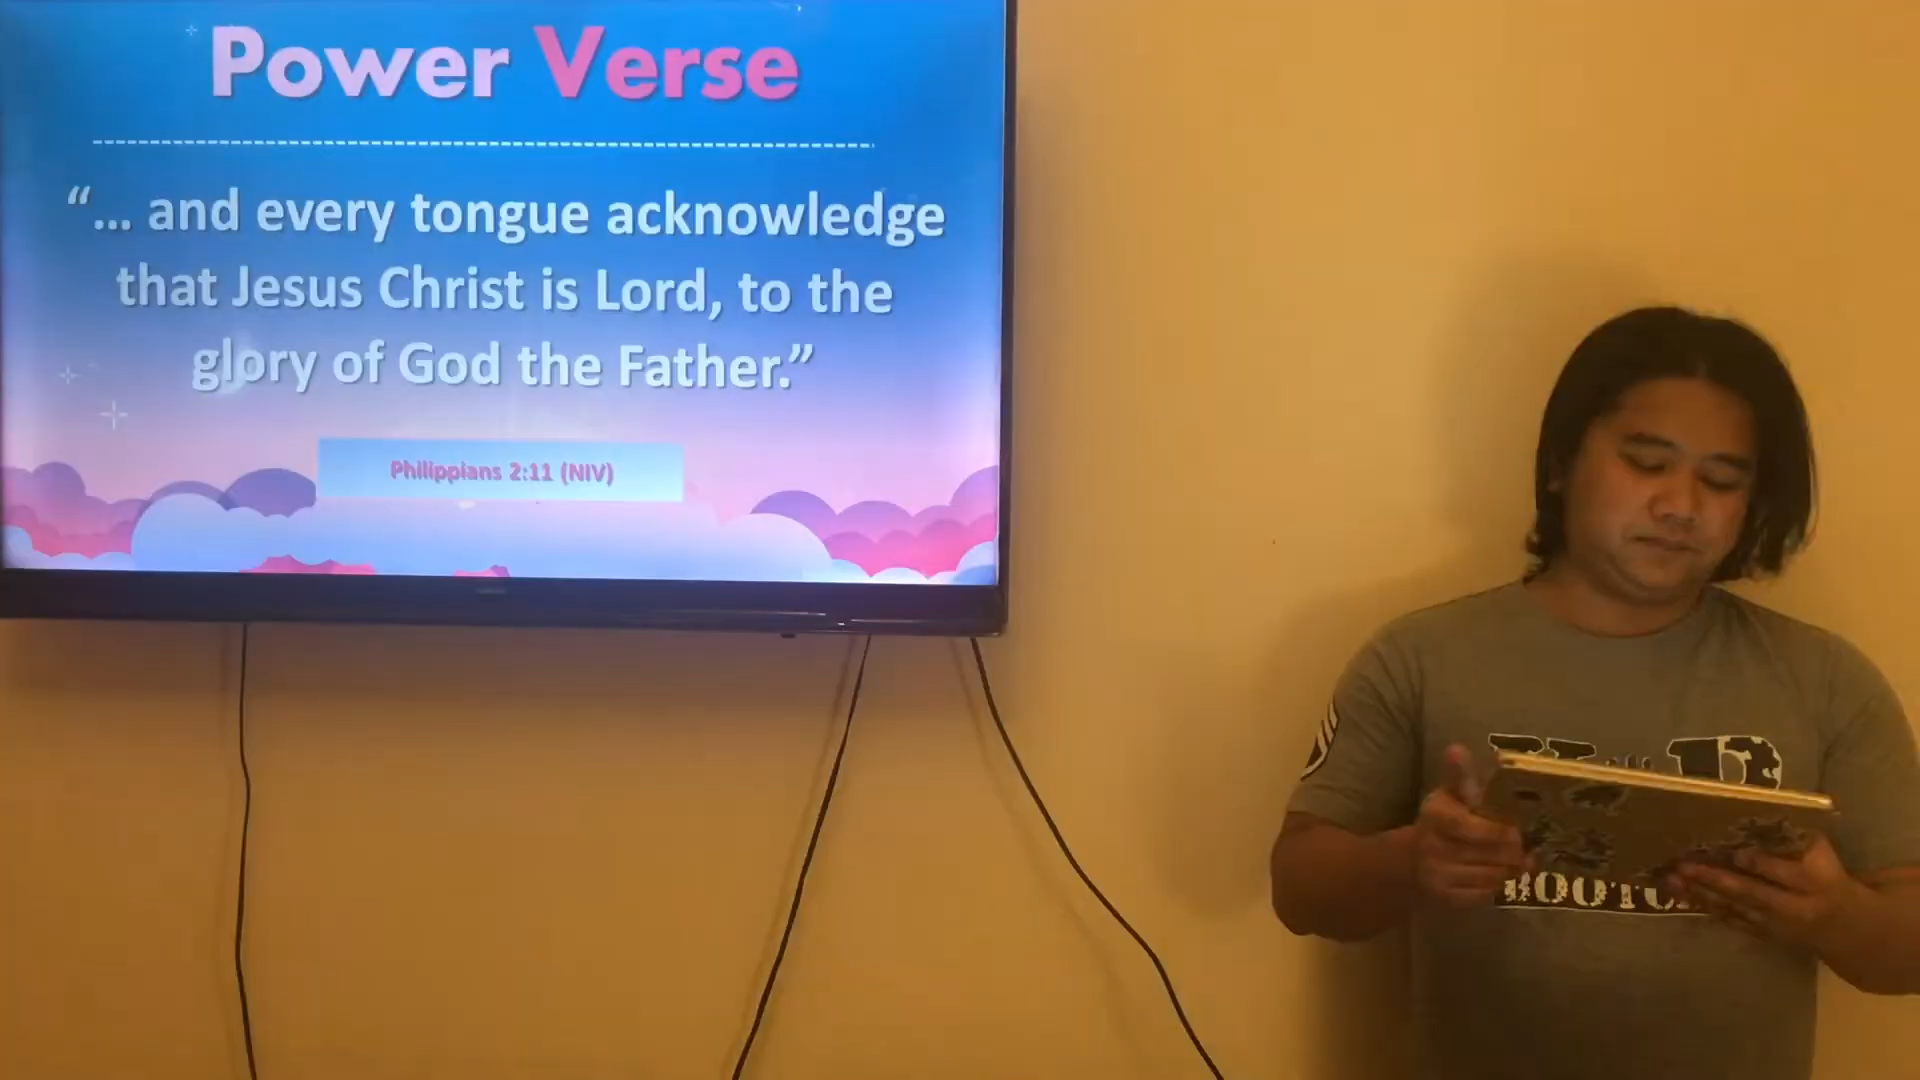 Power Verse
“... and every tongue acknowledge
that Jesus Christ is Lord, to the
glory of God the Father.”
Philippians 2:11 (NIV)